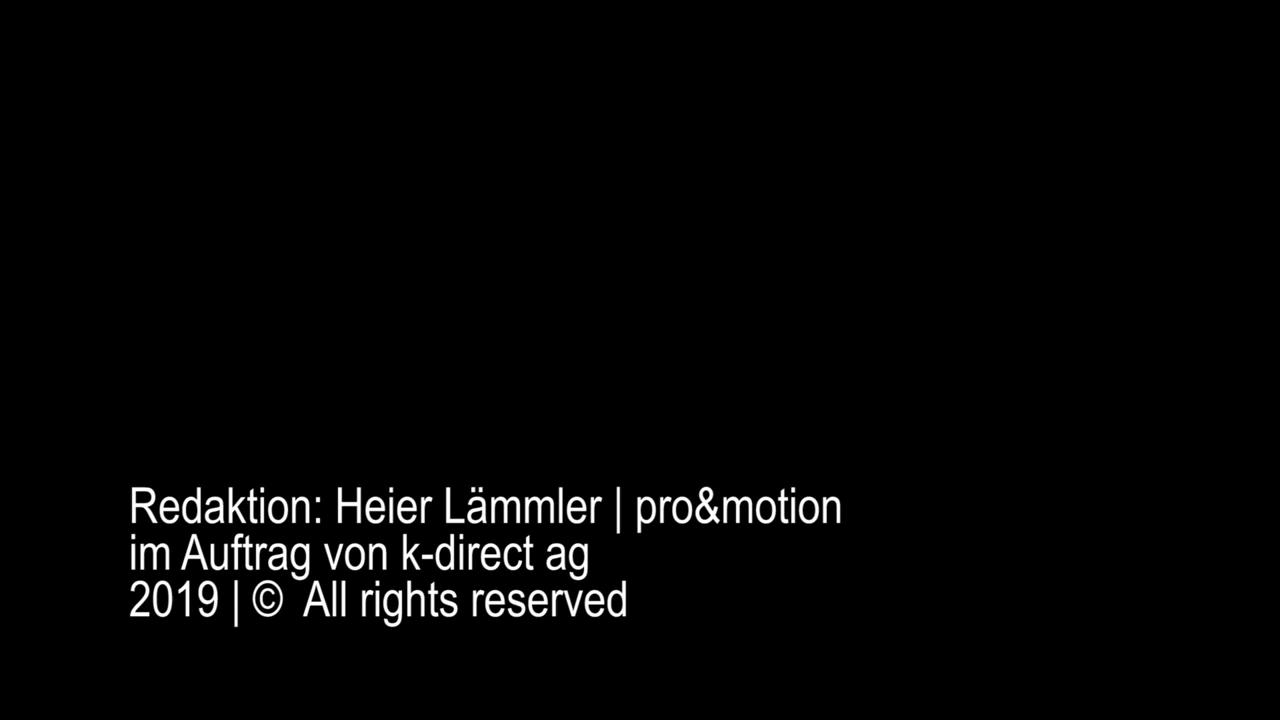 Redaktion: Heier Lämmler | pro&motion
im Auftrag von k-direct ag
2019 | ©  All rights reserved